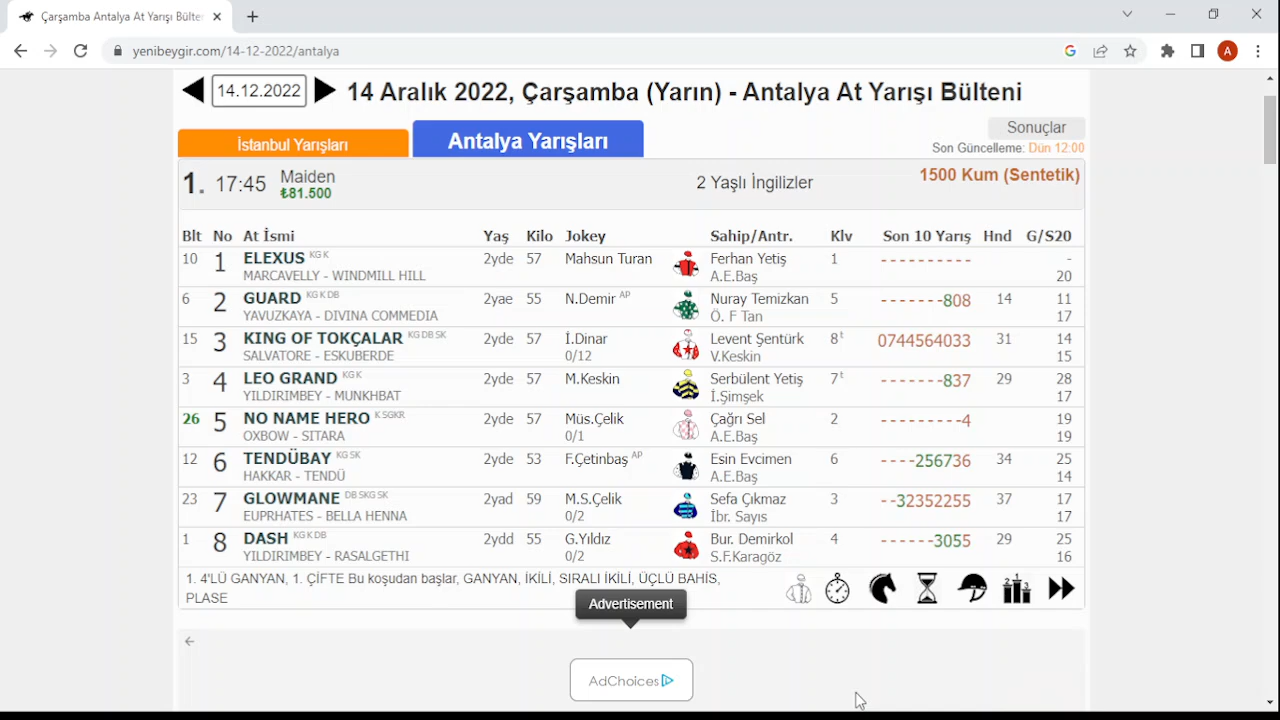 Çarşamba Antalya At Yarışı Bülter
yenibeygir.com/14-12-2022/antalya
A
14.12.2022
14 Aralık 2022, Çarşamba (Yarın) - Antalya At Yarışı Bülteni
Sonuçlar
İstanbul Yarışları
Antalya Yarışları
Son Güncelleme: Dün 12:00
1. 17:45 Maiden
₺81.500
2 Yaşlı İngilizler
1500 Kum (Sentetik)
Blt No At İsmi Yaş Kilo Jokey Sahip/Antr. Klv Son 10 Yarış Hnd G/S20
10 1 ELEXUS KG K 2yde 57 Mahsun Turan Ferhan Yetiş 1 - - - - - - - - - - -
MARCAVELLY - WINDMILL HILL A.E.Baş 20
6 2 GUARD KG K DB 2yae 55 N.Demir AP Nuray Temizkan 5 - - - - - - -808 14 11
YAVUZKAYA - DIVINA COMMEDIA Ö. F Tan 17
15 3 KING OF TOKÇALAR KG DB SK 2yde 57 İ.Dinar Levent Şentürk 8t 0744564033 31 14
SALVATORE - ESKUBERDE 0/12 V.Keskin 15
3 4 LEO GRAND KG K 2yde 57 M.Keskin Serbülent Yetiş 7t - - - - - - -837 29 28
YILDIRIMBEY - MUNKHBAT İ.Şimşek 17
26 5 NO NAME HERO K SGKR 2yde 57 Müs.Çelik Çağrı Sel 2 - - - - - - - - -4 19
OXBOW - SITARA 0/1 A.E.Baş 19
12 6 TENDÜBAY KG SK 2yde 53 F.Çetinbaş AP Esin Evcimen 6 - - - -256736 34 25
HAKKAR - TENDÜ A.E.Baş 14
23 7 GLOWMANE DB SKG SK 2yad 59 M.S.Çelik Sefa Çıkmaz 3 - -32352255 37 17
EUPRHATES - BELLA HENNA 0/2 İbr. Sayıs 17
1 8 DASH KG K DB 2ydd 55 G.Yıldız Bur. Demirkol 4 - - - - - -3055 29 25
YILDIRIMBEY - RASALGETHI 0/2 S.F.Karagöz 16
1. 4'LÜ GANYAN, 1. ÇİFTE Bu koşudan başlar, GANYAN, İKİLİ, SIRALI İKİLİ, ÜÇLÜ BAHİS,
PLASE
Advertisement
AdChoices